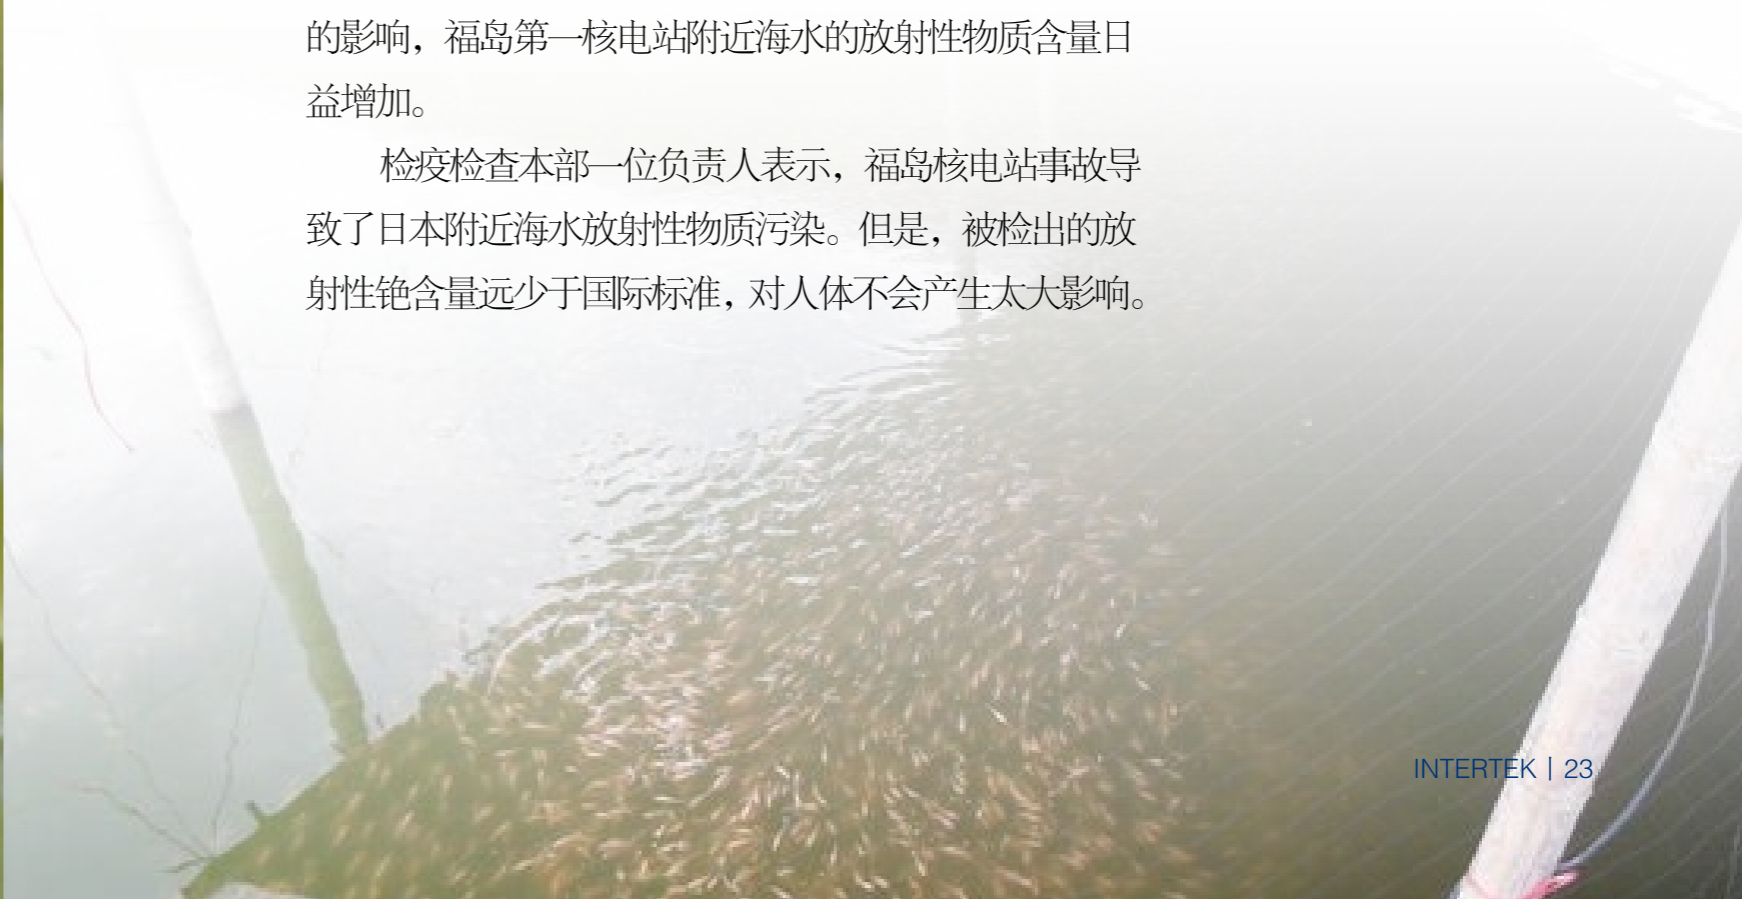 的影响，福岛第一核电站附近海水的放射性物质含量日
益增加。
检疫检查本部一位负责人表示，福岛核电站事故导
致了日本附近海水放射性物质污染。但是，被检出的放
射性铯含量远少于国际标准，对人体不会产生太大影响。
INTERTEK | 23